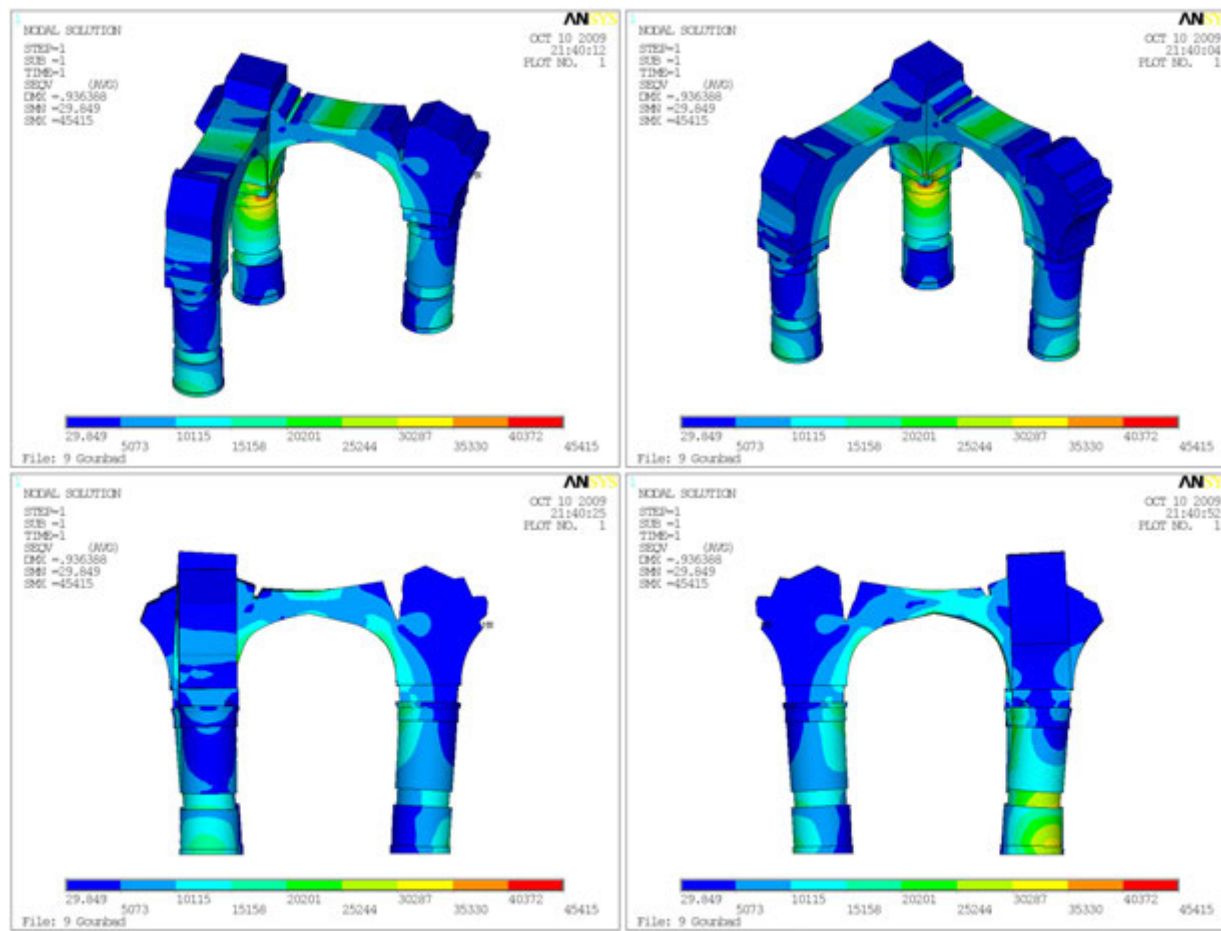 1
ANSYS
NODAL SOLUTION
OCT 10 2009
21:40:12
PLOT NO. 1
STEP=1
SUB =1
TIME=1
SEQV (AVG)
DMX =.936388
SMN =29.849
SMX =45415
29.849 10115 20201 30287 40372
5073 15158 25244 35330 45415
File: 9 Gounbad
1
ANSYS
NODAL SOLUTION
OCT 10 2009
21:40:04
PLOT NO. 1
STEP=1
SUB =1
TIME=1
SEQV (AVG)
DMX =.936388
SMN =29.849
SMX =45415
29.849 10115 20201 30287 40372
5073 15158 25244 35330 45415
File: 9 Gounbad
1
ANSYS
NODAL SOLUTION
OCT 10 2009
21:40:25
PLOT NO. 1
STEP=1
SUB =1
TIME=1
SEQV (AVG)
DMX =.936388
SMN =29.849
SMX =45415
29.849 10115 20201 30287 40372
5073 15158 25244 35330 45415
File: 9 Gounbad
1
ANSYS
NODAL SOLUTION
OCT 10 2009
21:40:52
PLOT NO. 1
STEP=1
SUB =1
TIME=1
SEQV (AVG)
DMX =.936388
SMN =29.849
SMX =45415
29.849 10115 20201 30287 40372
5073 15158 25244 35330 45415
File: 9 Gounbad